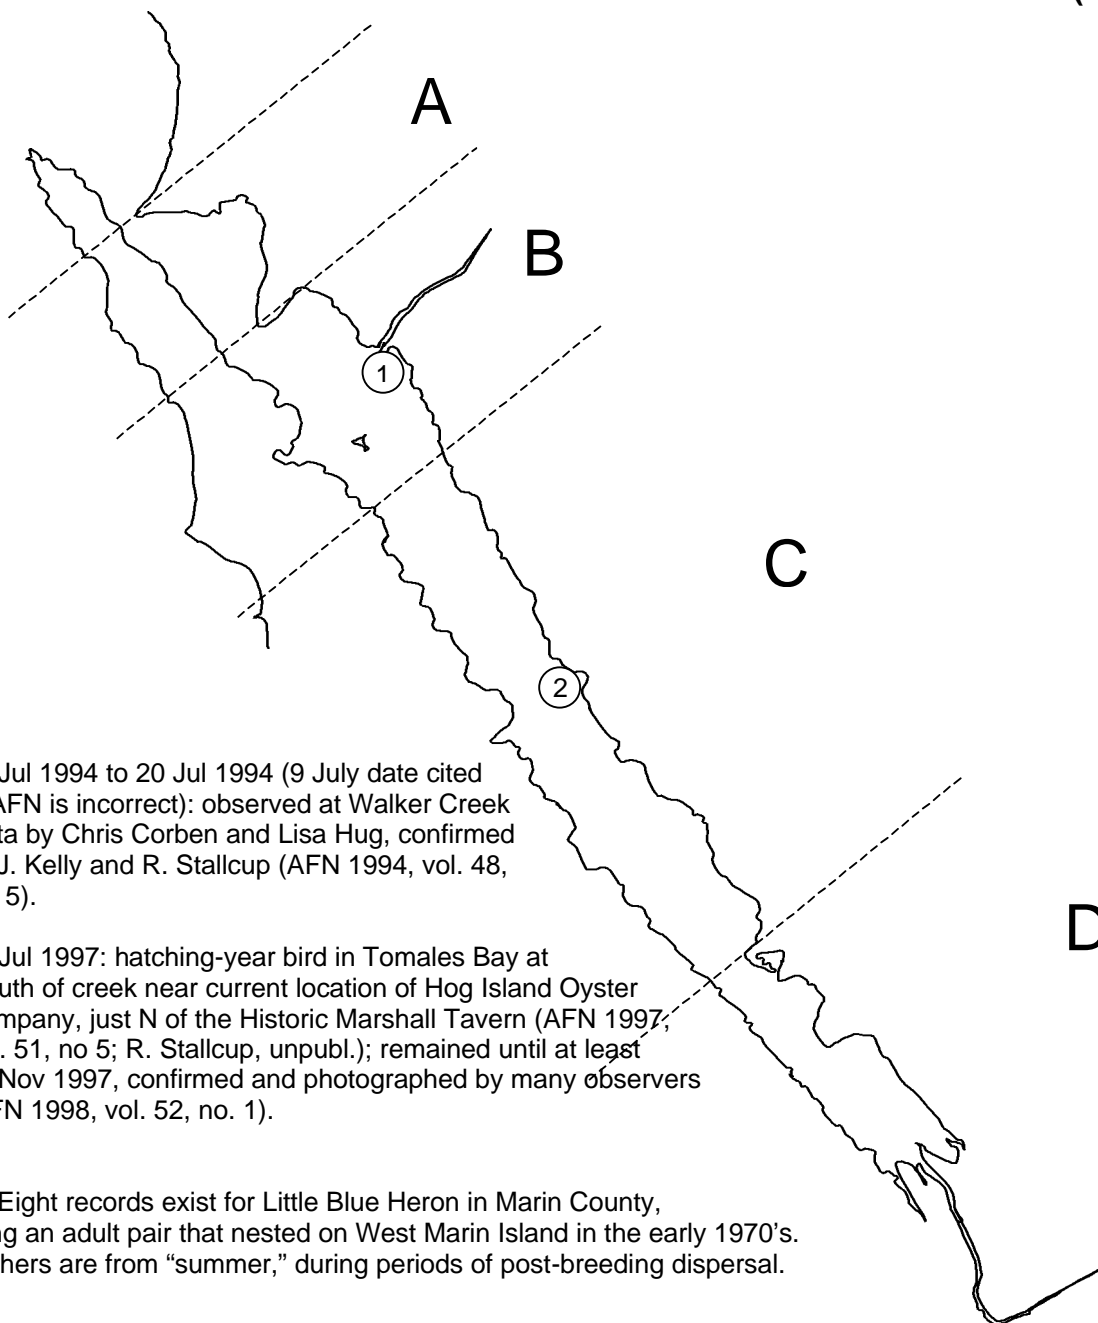 A
B
1
C
2
Jul 1994 to 20 Jul 1994 (9 July date cited
AFN is incorrect): observed at Walker Creek
ta by Chris Corben and Lisa Hug, confirmed
J. Kelly and R. Stallcup (AFN 1994, vol. 48,
5).
D
Jul 1997: hatching-year bird in Tomales Bay at
uth of creek near current location of Hog Island Oyster
mpany, just N of the Historic Marshall Tavern (AFN 1997,
. 51, no 5; R. Stallcup, unpubl.); remained until at least
Nov 1997, confirmed and photographed by many observers
FN 1998, vol. 52, no. 1).
Eight records exist for Little Blue Heron in Marin County,
ng an adult pair that nested on West Marin Island in the early 1970's.
hers are from “summer,” during periods of post-breeding dispersal.